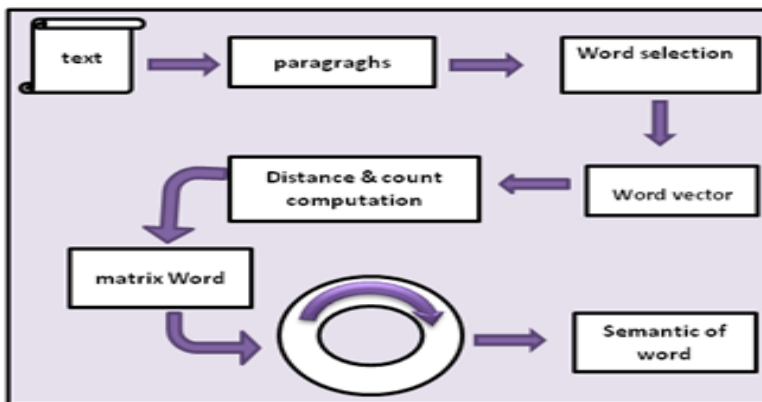 text
paragraghs
Word selection
Word vector
Distance & count
computation
matrix Word
Semantic of
word